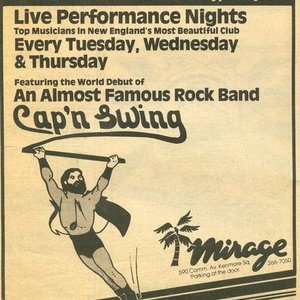 Live Performance Nights
Top Musicians in New England's Most Beautiful Club
Every Tuesday, Wednesday
& Thursday
Featuring the World Debut of
An Almost Famous Rock Band
Cap'n Swing
Mirage
590 Comm. Av. Kenmore Sq. 266-7050
Parking at the door.